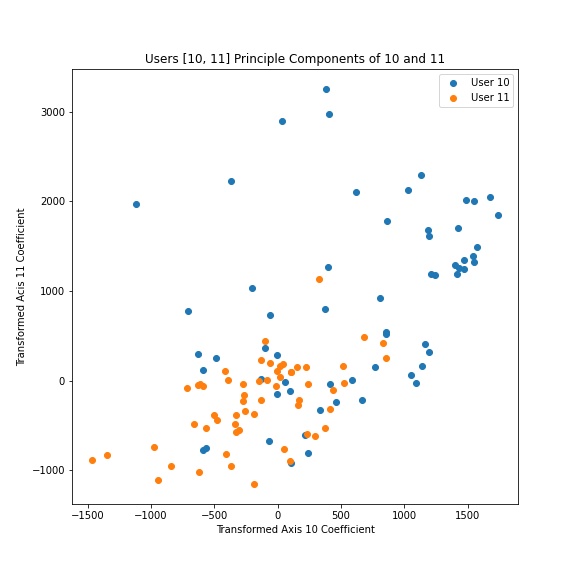 Users [10, 11] Principle Components of 10 and 11
User 10
User 11
3000
2000
1000
0
−1000
Transformed Acis 11 Coefficient
−1500
−1000
−500
0
500
1000
1500
Transformed Axis 10 Coefficient